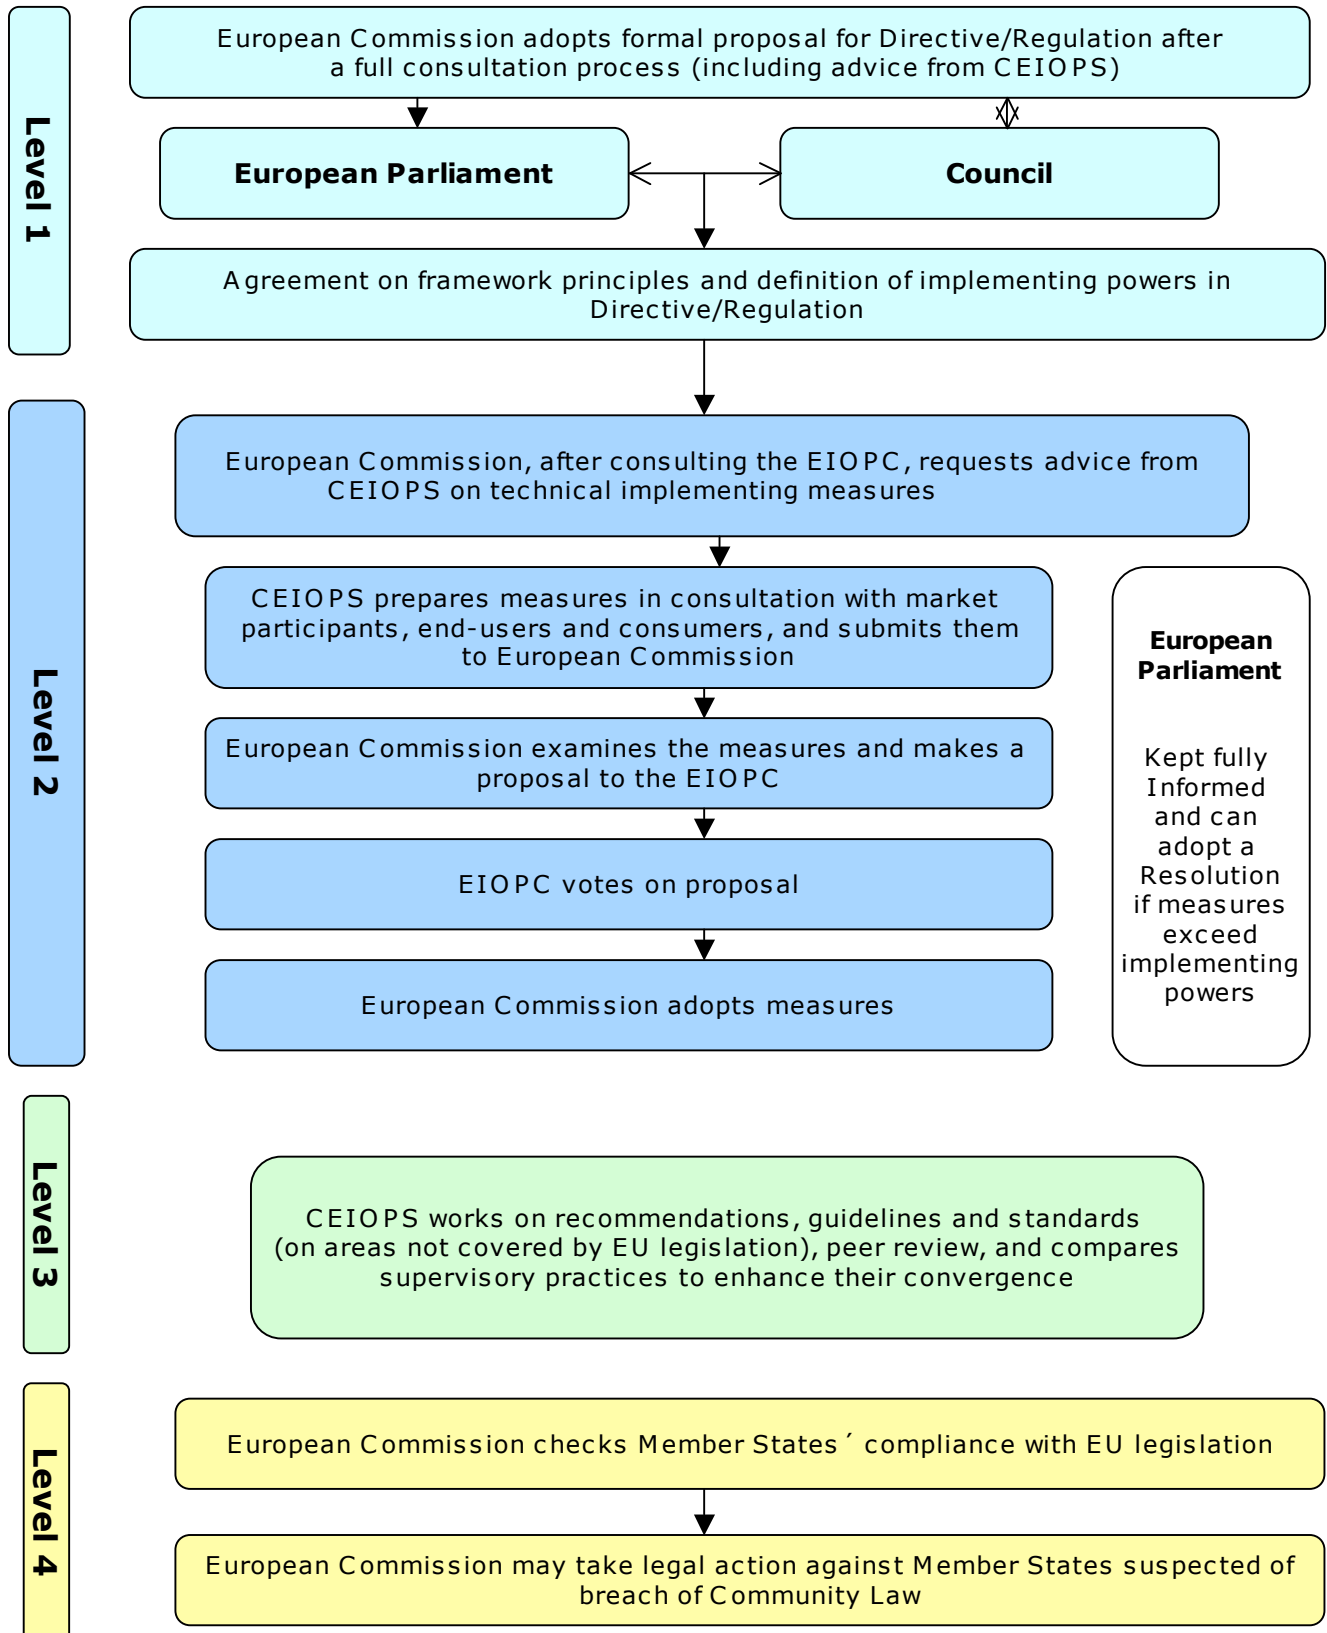 Level 1
European Commission adopts formal proposal for Directive/Regulation after
a full consultation process (including advice from CEIOPS)
European Parliament
Council
Agreement on framework principles and definition of implementing powers in
Directive/Regulation
Level 2
European Commission, after consulting the EIOPC, requests advice from
CEIOPS on technical implementing measures
CEIOPS prepares measures in consultation with market
participants, end-users and consumers, and submits them
to European Commission
European Commission examines the measures and makes a
proposal to the EIOPC
EIOPC votes on proposal
European Commission adopts measures
European
Parliament
Kept fully
Informed
and can
adopt a
Resolution
if measures
exceed
implementing
powers
Level 3
CEIOPS works on recommendations, guidelines and standards
(on areas not covered by EU legislation), peer review, and compares
supervisory practices to enhance their convergence
Level 4
European Commission checks Member States´ compliance with EU legislation
European Commission may take legal action against Member States suspected of
breach of Community Law